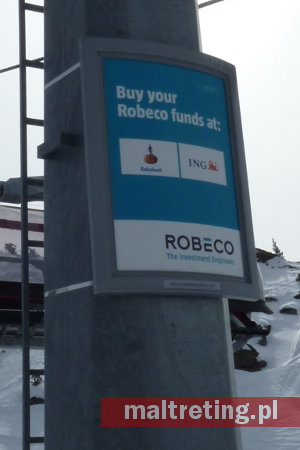 Buy your
Robeco funds at:
Rabobank
ING
ROBECO
The Investment Engineers
maltreting.pl